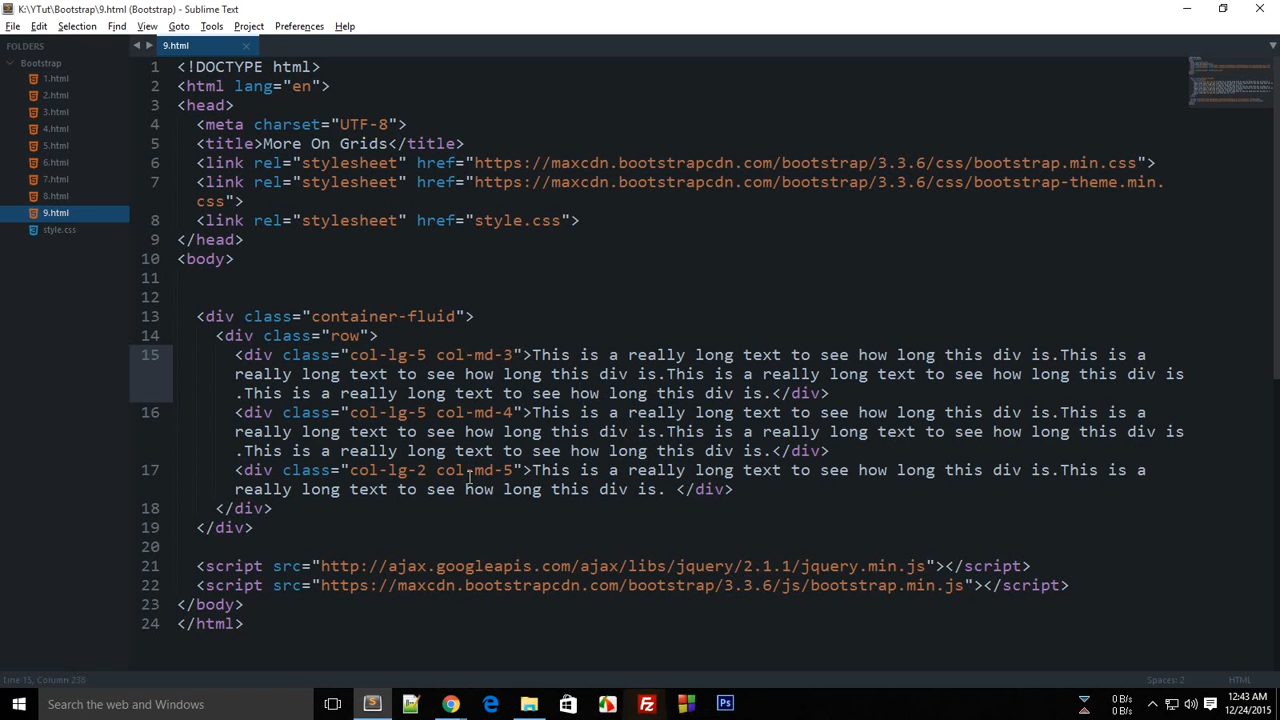 K:\YTut\Bootstrap\9.html (Bootstrap) - Sublime Text
File Edit Selection Find View Goto Tools Project Preferences Help
FOLDERS
Bootstrap
1.html
2.html
3.html
4.html
5.html
6.html
7.html
8.html
9.html
style.css
9.html
1 <!DOCTYPE html>
2 <html lang="en">
3 <head>
4 <meta charset="UTF-8">
5 <title>More On Grids</title>
6 <link rel="stylesheet" href="https://maxcdn.bootstrapcdn.com/bootstrap/3.3.6/css/bootstrap.min.css">
7 <link rel="stylesheet" href="https://maxcdn.bootstrapcdn.com/bootstrap/3.3.6/css/bootstrap-theme.min.
css">
8 <link rel="stylesheet" href="style.css">
9 </head>
10 <body>
11
12
13 <div class="container-fluid">
14 <div class="row">
15 <div class="col-lg-5 col-md-3">This is a really long text to see how long this div is.This is a
really long text to see how long this div is.This is a really long text to see how long this div is
.This is a really long text to see how long this div is.</div>
16 <div class="col-lg-5 col-md-4">This is a really long text to see how long this div is.This is a
really long text to see how long this div is.This is a really long text to see how long this div is
.This is a really long text to see how long this div is.</div>
17 <div class="col-lg-2 col-md-5">This is a really long text to see how long this div is.This is a
really long text to see how long this div is. </div>
18 </div>
19 </div>
20
21 <script src="http://ajax.googleapis.com/ajax/libs/jquery/2.1.1/jquery.min.js"></script>
22 <script src="https://maxcdn.bootstrapcdn.com/bootstrap/3.3.6/js/bootstrap.min.js"></script>
23 </body>
24 </html>
Line 15, Column 235
Spaces: 2
HTML
Search the web and Windows
S
Fz
Ps
0 B/s
0 B/s
12:43 AM
12/24/2015